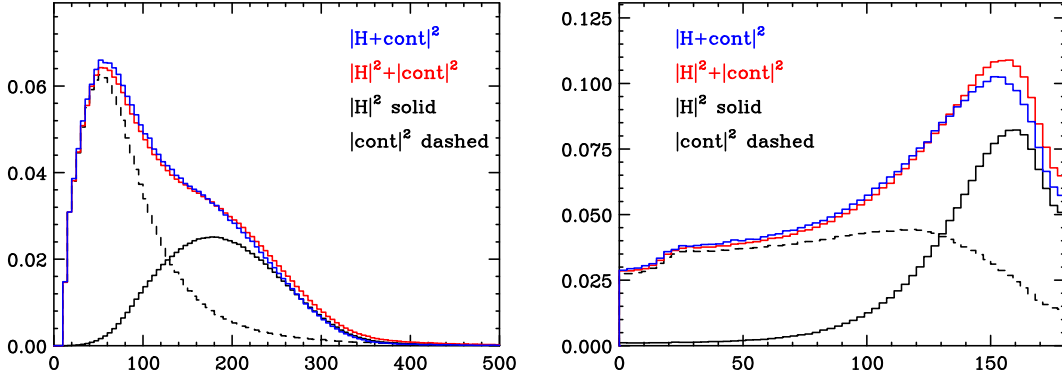 |H+cont|²
|H|²+|cont|²
|H|² solid
|cont|² dashed
0.06
0.04
0.02
0.00
0
100
200
300
400
500
|H+cont|²
|H|²+|cont|²
|H|² solid
|cont|² dashed
0.125
0.100
0.075
0.050
0.025
0.000
0
50
100
150